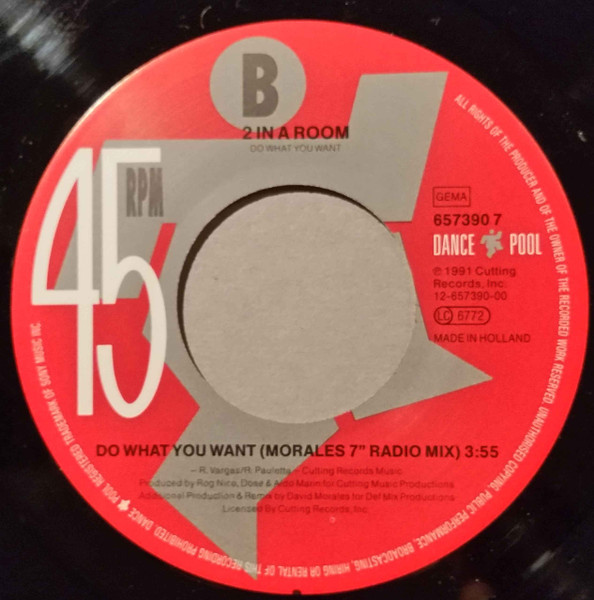 B
2 IN A ROOM
DO WHAT YOU WANT
45
RPM
GEMA
657390 7
DANCE POOL
℗ 1991 Cutting
Records, Inc.
12-657390-00
LC 6772
MADE IN HOLLAND
DO WHAT YOU WANT (MORALES 7" RADIO MIX) 3:55
– R. Vargas/R. Paulette – Cutting Records Music
Produced by Rog Nice, Dose & Aldo Marin for Cutting Music Productions
Additional Production & Remix by David Morales for Def Mix Productions
Licensed by Cutting Records, Inc.
ALL RIGHTS OF THE PRODUCER AND OF THE OWNER OF THE RECORDED WORK RESERVED. UNAUTHORISED COPYING, PUBLIC PERFORMANCE, BROADCASTING, HIRING OR RENTAL OF THIS RECORDING PROHIBITED. DANCE POOL REGISTERED TRADEMARK OF SONY MUSIC INC.